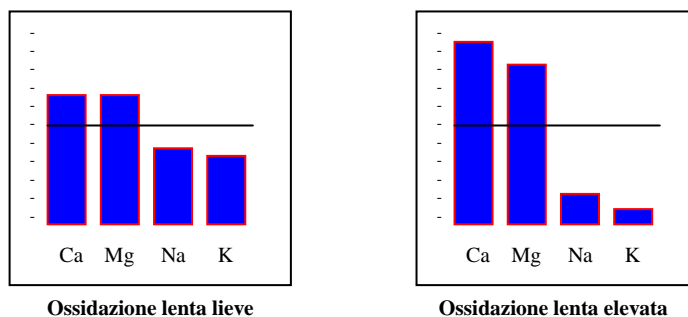 Ca Mg Na K
Ca Mg Na K
Ossidazione lenta lieve
Ossidazione lenta elevata